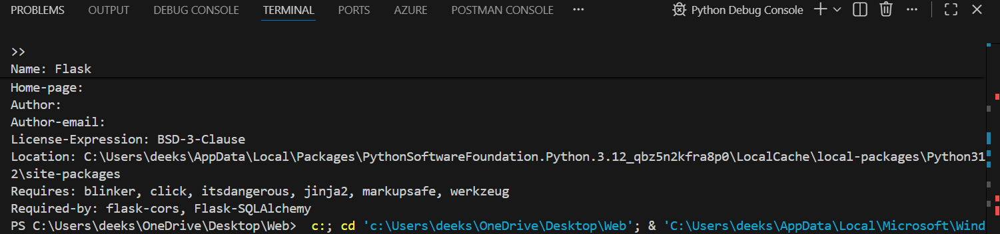 PROBLEMS OUTPUT DEBUG CONSOLE TERMINAL PORTS AZURE POSTMAN CONSOLE ··· Python Debug Console ···
>>
Name: Flask
Home-page:
Author:
Author-email:
License-Expression: BSD-3-Clause
Location: C:\Users\deeks\AppData\Local\Packages\PythonSoftwareFoundation.Python.3.12_qbz5n2kfra8p0\LocalCache\local-packages\Python31
2\site-packages
Requires: blinker, click, itsdangerous, jinja2, markupsafe, werkzeug
Required-by: flask-cors, Flask-SQLAlchemy
PS C:\Users\deeks\OneDrive\Desktop\Web>  c:; cd 'c:\Users\deeks\OneDrive\Desktop\Web'; & 'C:\Users\deeks\AppData\Local\Microsoft\Wind